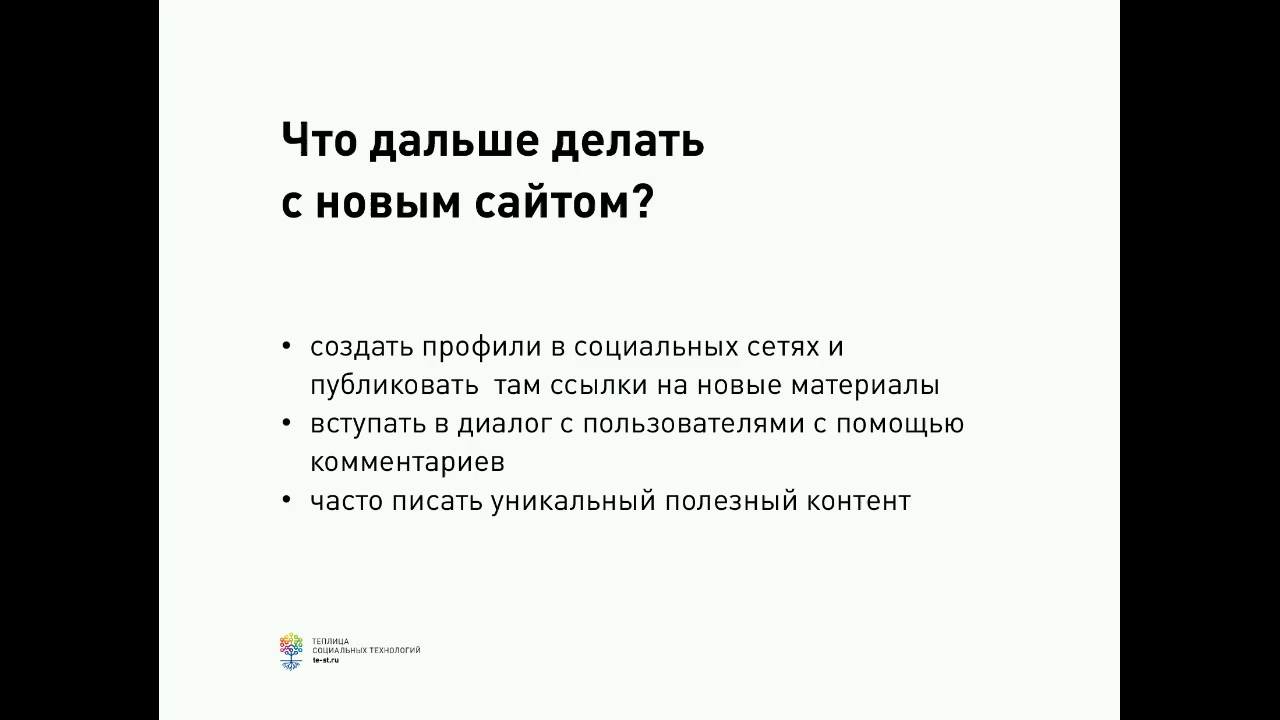 Что дальше делать
с новым сайтом?
• создать профили в социальных сетях и
публиковать  там ссылки на новые материалы
• вступать в диалог с пользователями с помощью
комментариев
• часто писать уникальный полезный контент
ТЕПЛИЦА
СОЦИАЛЬНЫХ ТЕХНОЛОГИЙ
te-st.ru